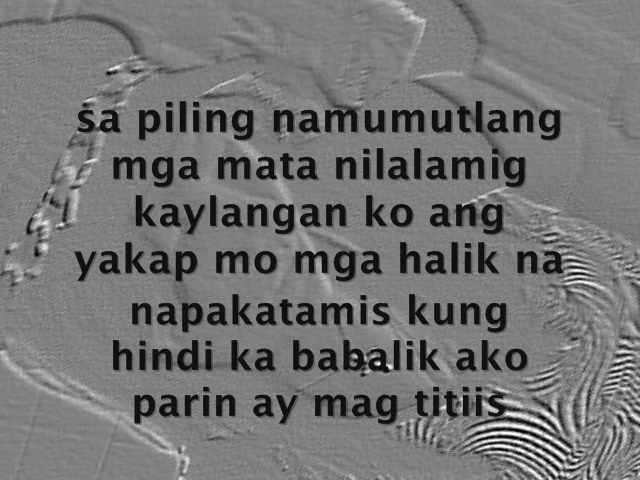 sa piling namumutlang
mga mata nilalamig
kaylangan ko ang
yakap mo mga halik na
napakatamis kung
hindi ka babalik ako
parin ay mag titiis